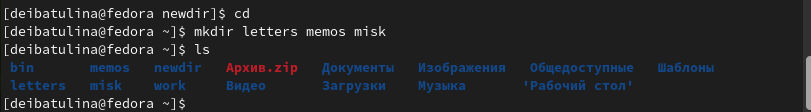 [deibatulina@fedora newdir]$ cd
[deibatulina@fedora ~]$ mkdir letters memos misk
[deibatulina@fedora ~]$ ls
bin memos newdir Архив.zip Документы Изображения Общедоступные Шаблоны
letters misk work Видео Загрузки Музыка 'Рабочий стол'
[deibatulina@fedora ~]$